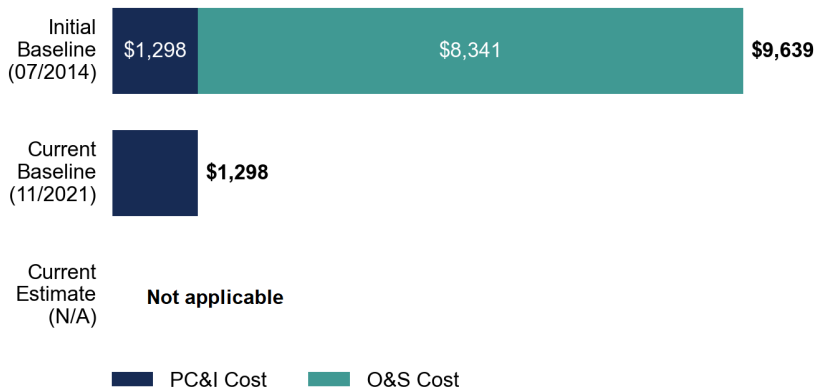 Initial
Baseline
(07/2014)
$1,298
$8,341
$9,639
Current
Baseline
(11/2021)
$1,298
Current
Estimate
(N/A)
Not applicable
PC&I Cost
O&S Cost